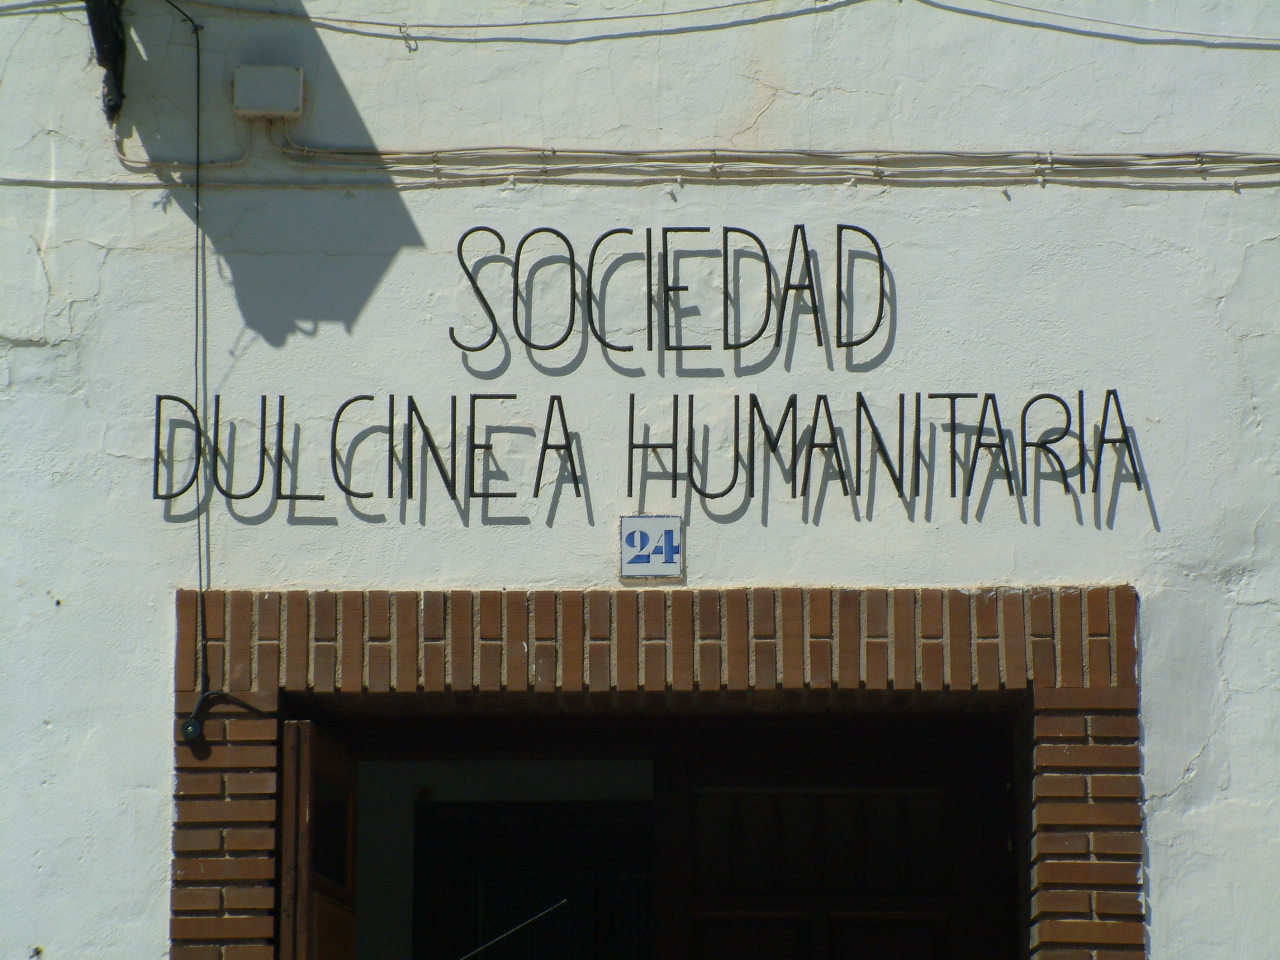 SOCIEDAD
DULCINEA HUMANITARIA
24